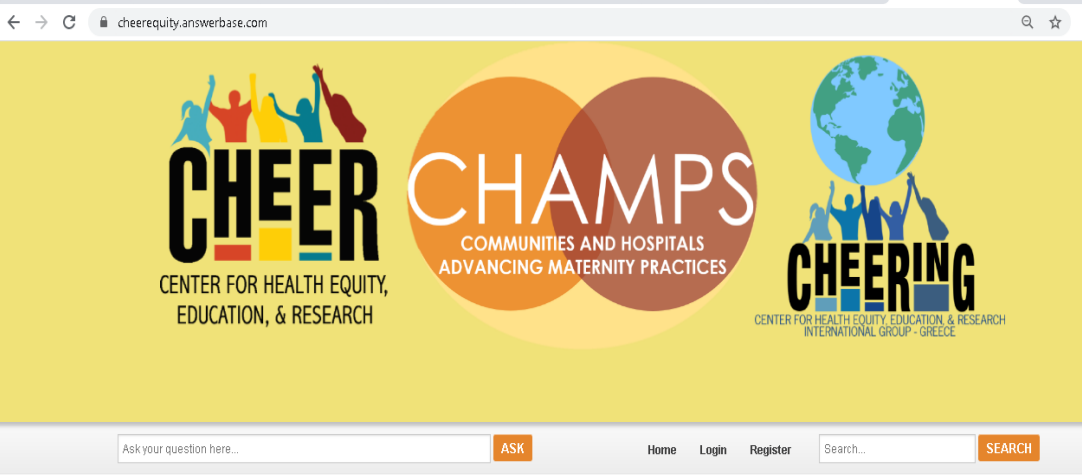 cheerequity.answerbase.com
CHEER
CENTER FOR HEALTH EQUITY,
EDUCATION, & RESEARCH
CHAMPS
COMMUNITIES AND HOSPITALS
ADVANCING MATERNITY PRACTICES
CHEERING
CENTER FOR HEALTH EQUITY, EDUCATION, & RESEARCH
INTERNATIONAL GROUP - GREECE
Ask your question here...
ASK
Home
Login
Register
Search...
SEARCH